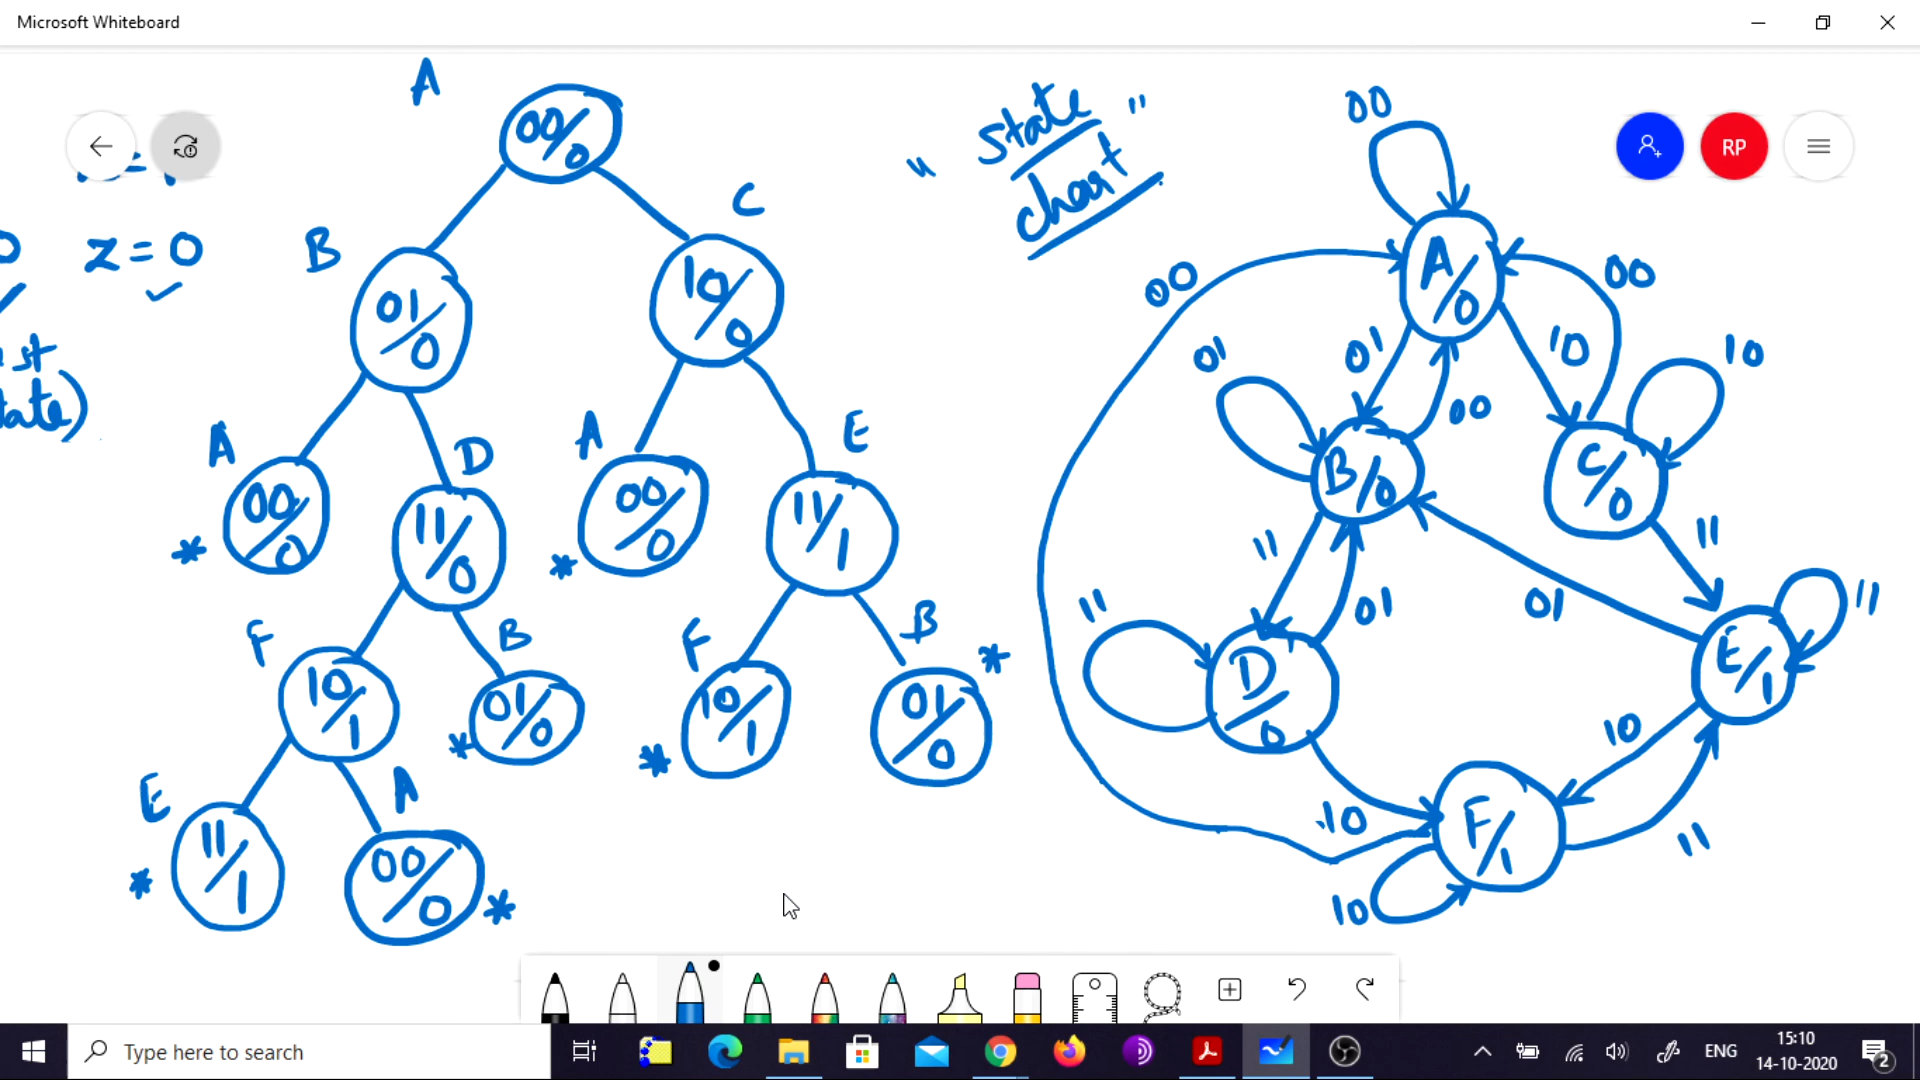 Microsoft Whiteboard
A
00/0
"State
chart"
z = 0
B
01/0
C
10/0
st
ate)
A
00/0
*
D
11/0
A
00/0
*
E
11/1
F
10/1
B
01/0
*
F
10/1
*
B
01/0
*
E
11/1
*
A
00/0
*
00
A/0
00
00
01
10
01
00
10
B/0
C/0
11
11
01
01
11
11
D/0
E/1
10
10
F/1
11
10
RP
Type here to search
ENG
15:10
14-10-2020
2